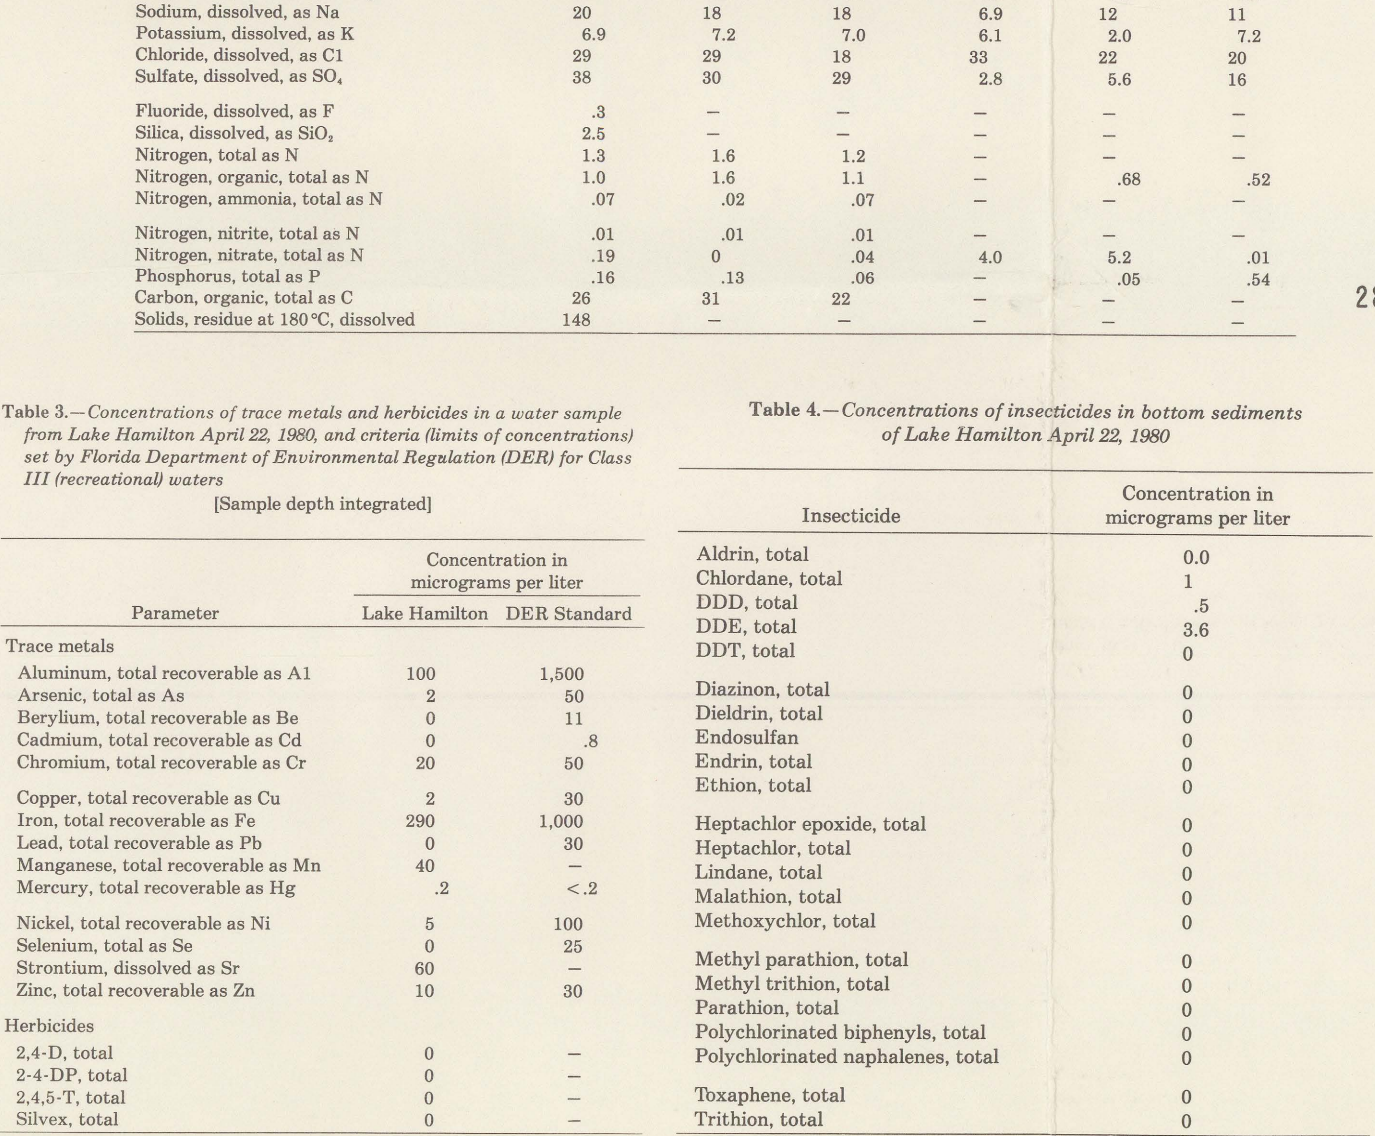 Sodium, dissolved, as Na 20 18 18 6.9 12 11
Potassium, dissolved, as K 6.9 7.2 7.0 6.1 2.0 7.2
Chloride, dissolved, as C1 29 29 18 33 22 20
Sulfate, dissolved, as SO₄ 38 30 29 2.8 5.6 16
Fluoride, dissolved, as F .3 — — — — —
Silica, dissolved, as SiO₂ 2.5 — — — — —
Nitrogen, total as N 1.3 1.6 1.2 — — —
Nitrogen, organic, total as N 1.0 1.6 1.1 — .68 .52
Nitrogen, ammonia, total as N .07 .02 .07 — — —
Nitrogen, nitrite, total as N .01 .01 .01 — — —
Nitrogen, nitrate, total as N .19 0 .04 4.0 5.2 .01
Phosphorus, total as P .16 .13 .06 — .05 .54
Carbon, organic, total as C 26 31 22 — — —
Solids, residue at 180°C, dissolved 148 — — — — —
Table 3.—Concentrations of trace metals and herbicides in a water sample
from Lake Hamilton April 22, 1980, and criteria (limits of concentrations)
set by Florida Department of Environmental Regulation (DER) for Class
III (recreational) waters
[Sample depth integrated]
Concentration in
micrograms per liter
Parameter Lake Hamilton DER Standard
Trace metals
Aluminum, total recoverable as A1 100 1,500
Arsenic, total as As 2 50
Berylium, total recoverable as Be 0 11
Cadmium, total recoverable as Cd 0 .8
Chromium, total recoverable as Cr 20 50
Copper, total recoverable as Cu 2 30
Iron, total recoverable as Fe 290 1,000
Lead, total recoverable as Pb 0 30
Manganese, total recoverable as Mn 40 —
Mercury, total recoverable as Hg .2 <.2
Nickel, total recoverable as Ni 5 100
Selenium, total as Se 0 25
Strontium, dissolved as Sr 60 —
Zinc, total recoverable as Zn 10 30
Herbicides
2,4-D, total 0 —
2-4-DP, total 0 —
2,4,5-T, total 0 —
Silvex, total 0 —
Table 4.—Concentrations of insecticides in bottom sediments
of Lake Hamilton April 22, 1980
Concentration in
Insecticide micrograms per liter
Aldrin, total 0.0
Chlordane, total 1
DDD, total .5
DDE, total 3.6
DDT, total 0
Diazinon, total 0
Dieldrin, total 0
Endosulfan 0
Endrin, total 0
Ethion, total 0
Heptachlor epoxide, total 0
Heptachlor, total 0
Lindane, total 0
Malathion, total 0
Methoxychlor, total 0
Methyl parathion, total 0
Methyl trithion, total 0
Parathion, total 0
Polychlorinated biphenyls, total 0
Polychlorinated naphalenes, total 0
Toxaphene, total 0
Trithion, total 0